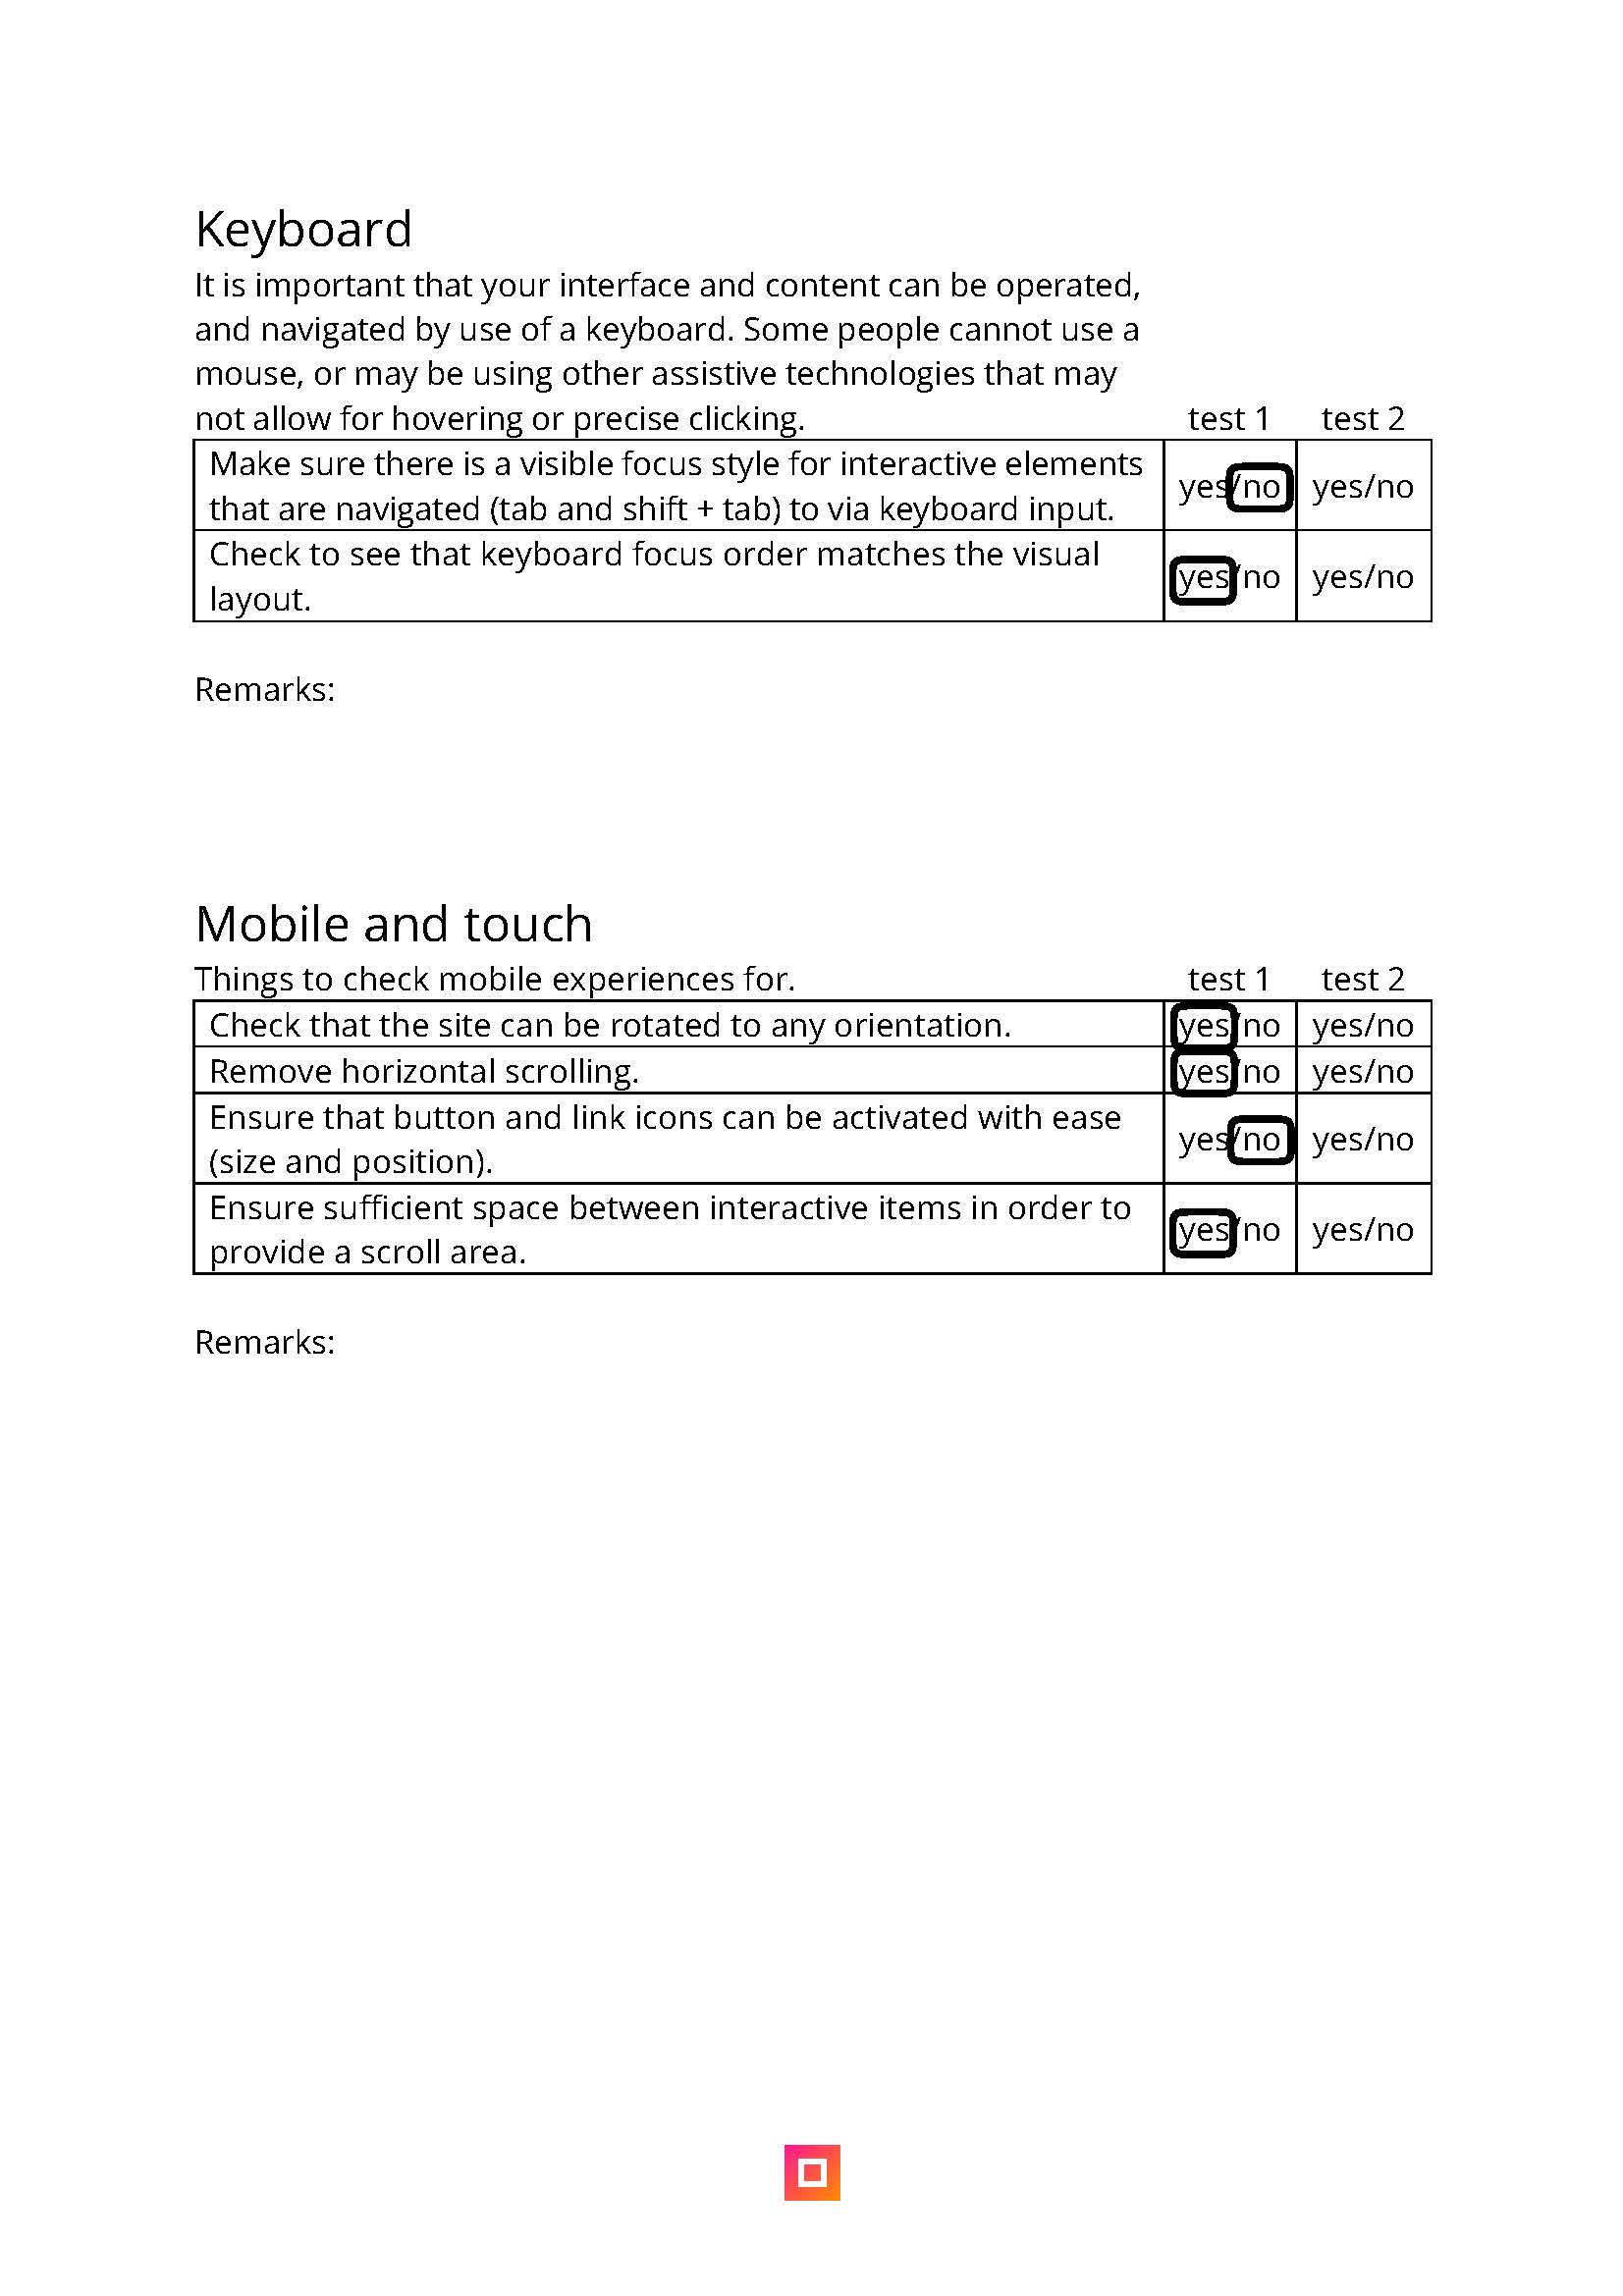 Keyboard
It is important that your interface and content can be operated,
and navigated by use of a keyboard. Some people cannot use a
mouse, or may be using other assistive technologies that may
not allow for hovering or precise clicking. test 1 test 2
Make sure there is a visible focus style for interactive elements
that are navigated (tab and shift + tab) to via keyboard input.
yes/no yes/no
Check to see that keyboard focus order matches the visual
layout.
yes/no yes/no
Remarks:
Mobile and touch
Things to check mobile experiences for. test 1 test 2
Check that the site can be rotated to any orientation. yes/no yes/no
Remove horizontal scrolling. yes/no yes/no
Ensure that button and link icons can be activated with ease
(size and position).
yes/no yes/no
Ensure sufficient space between interactive items in order to
provide a scroll area.
yes/no yes/no
Remarks: